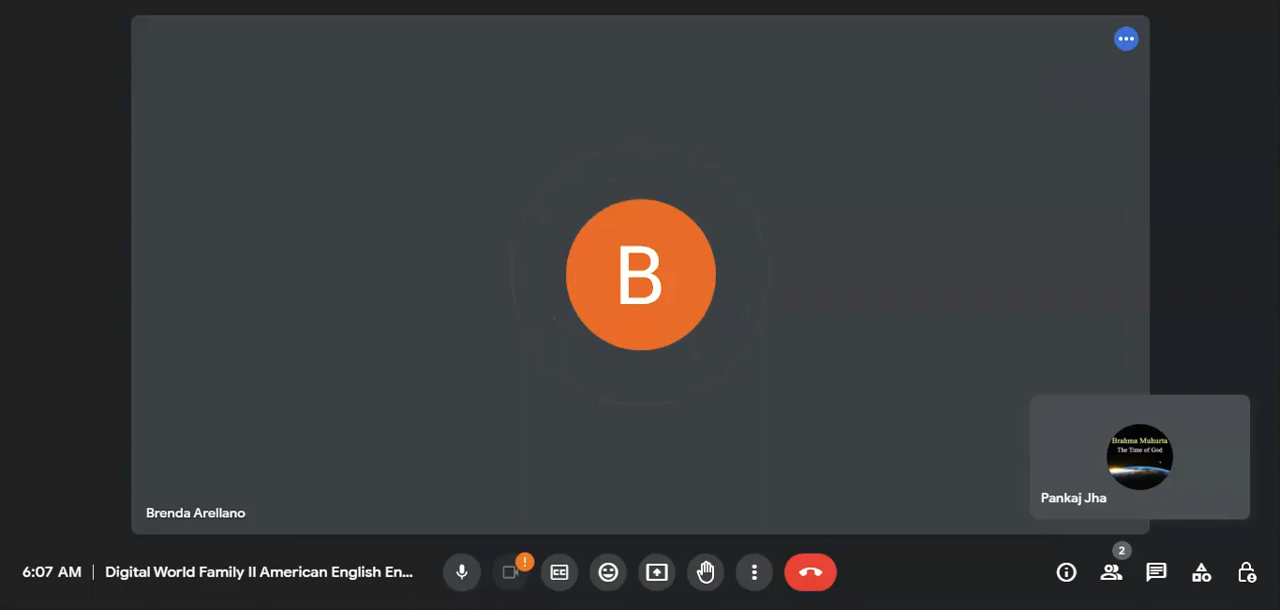 B
Brahma Muhurta
The Time of God
Pankaj Jha
Brenda Arellano
2
6:07 AM | Digital World Family II American English En...
!
CC